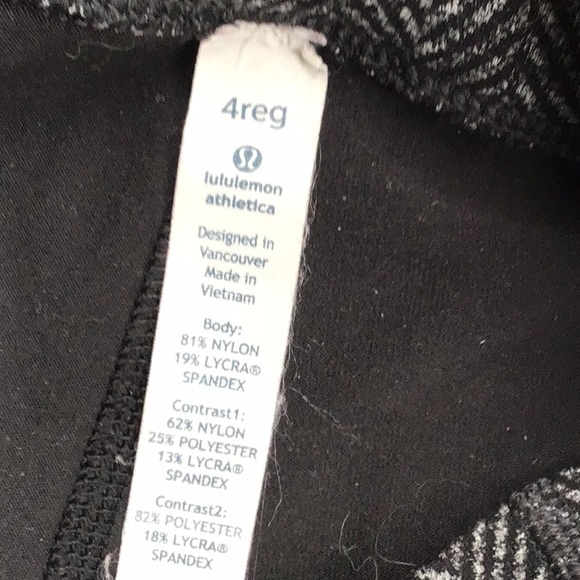 4reg
lululemon
athletica
Designed in
Vancouver
Made in
Vietnam
Body:
81% NYLON
19% LYCRA®
SPANDEX
Contrast1:
62% NYLON
25% POLYESTER
13% LYCRA®
SPANDEX
Contrast2:
82% POLYESTER
18% LYCRA®
SPANDEX